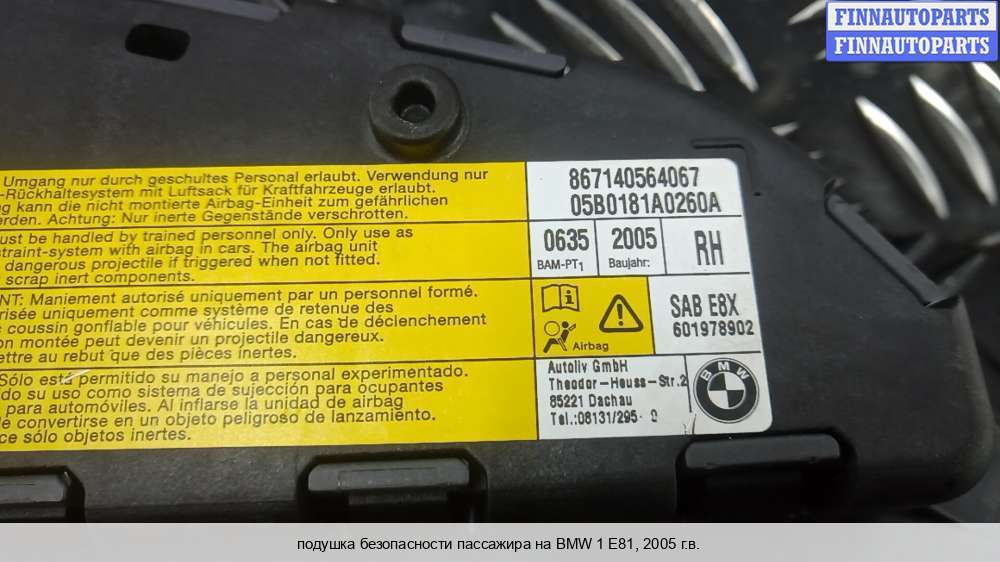 FINNAUTOPARTS
FINNAUTOPARTS
Umgang nur durch geschultes Personal erlaubt. Verwendung nur
-Rückhaltesystem mit Luftsack für Kraftfahrzeuge erlaubt.
kann die nicht montierte Airbag-Einheit zum gefährlichen
werden. Achtung: Nur inerte Gegenstände verschrotten.
must be handled by trained personnel only. Only use as
straint-system with airbag in cars. The airbag unit
dangerous projectile if triggered when not fitted.
scrap inert components.
NT: Maniement autorisé uniquement par un personnel formé.
risée uniquement comme système de retenue des
coussin gonflable pour véhicules. En cas de déclenchement
on montée peut devenir un projectile dangereux.
ettre au rebut que des pièces inertes.
Sólo está permitido su manejo a personal experimentado.
do su uso como sistema de sujección para ocupantes
para automóviles. Al inflarse la unidad de airbag
de convertirse en un objeto peligroso de lanzamiento.
ce sólo objetos inertes.
867140564067
05B0181A0260A
0635 2005 RH
BAM-PT1 Baujahr:
i
Airbag
SAB E8X
601978902
Autoliv GmbH
Theodor-Heuss-Str.2
85221 Dachau
Tel.:08131/295-
BMW
подушка безопасности пассажира на BMW 1 E81, 2005 г.в.